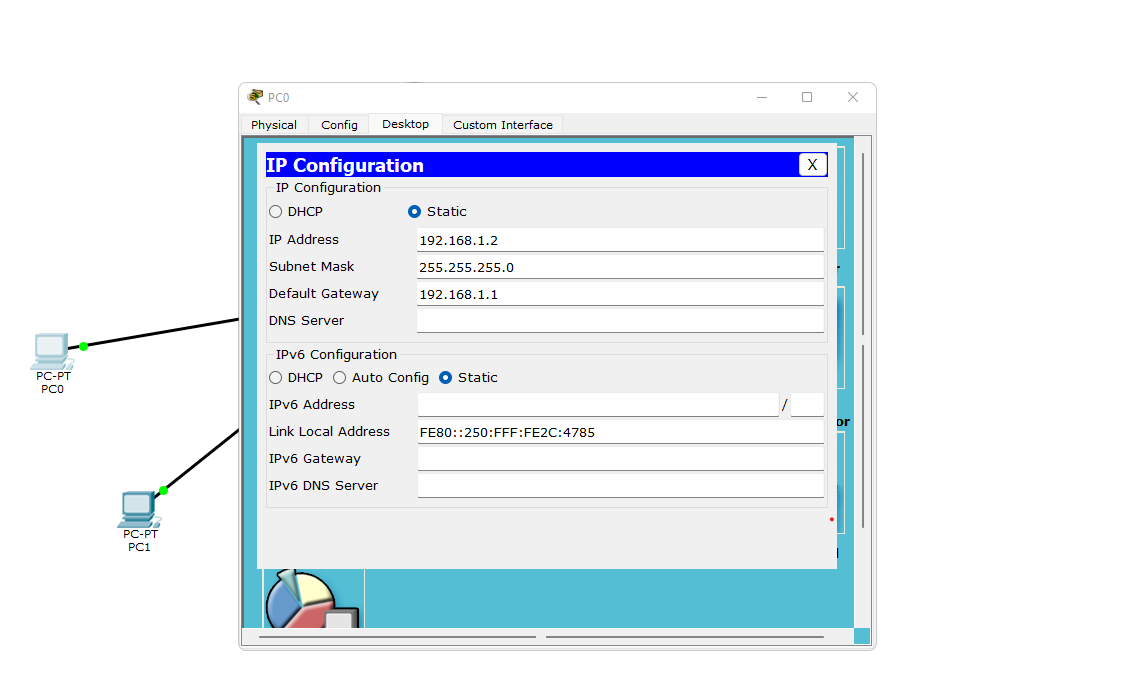 PC0
Physical Config Desktop Custom Interface
IP Configuration X
IP Configuration
DHCP Static
IP Address 192.168.1.2
Subnet Mask 255.255.255.0
Default Gateway 192.168.1.1
DNS Server
IPv6 Configuration
DHCP Auto Config Static
IPv6 Address /
Link Local Address FE80::250:FFF:FE2C:4785
IPv6 Gateway
IPv6 DNS Server
or
PC-PT
PC0
PC-PT
PC1